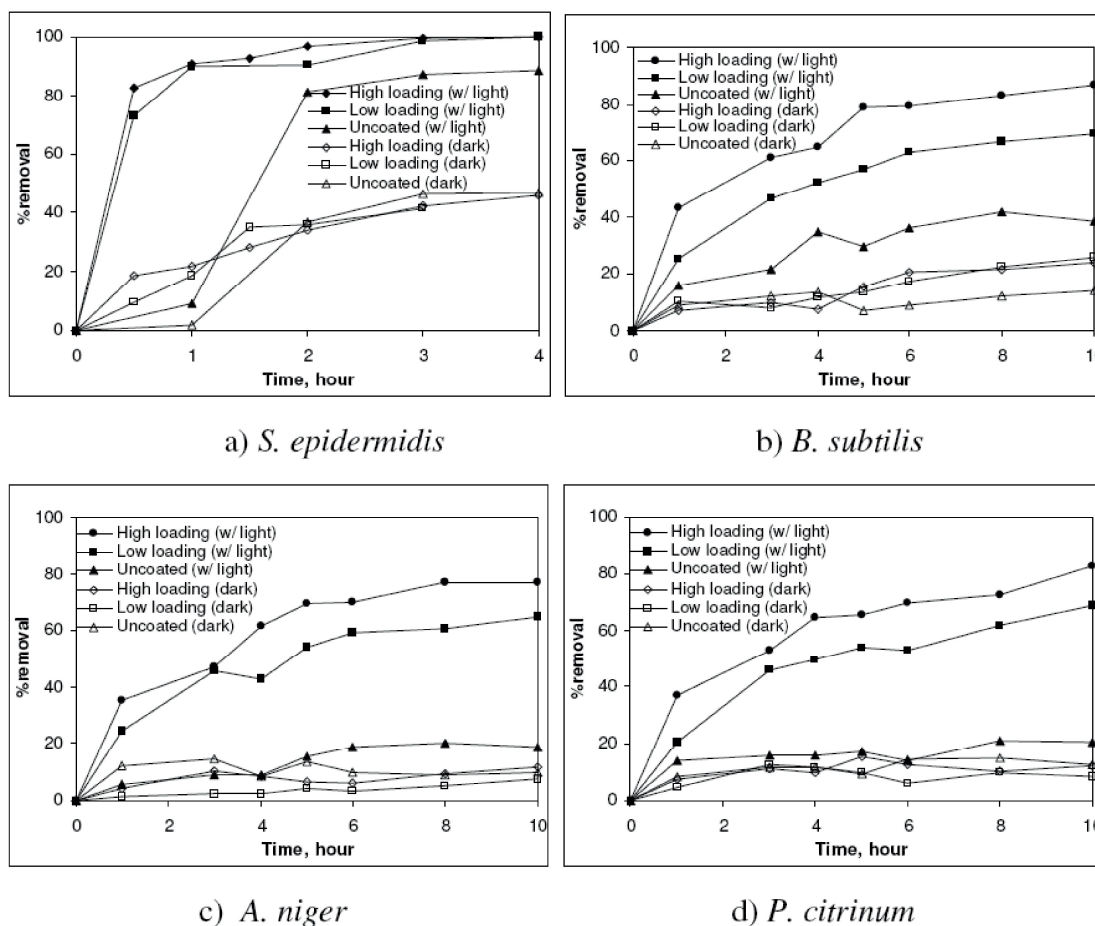 100
80
60
40
20
0
%removal
High loading (w/ light)
Low loading (w/ light)
Uncoated (w/ light)
High loading (dark)
Low loading (dark)
Uncoated (dark)
0 1 2 3 4
Time, hour
a) S. epidermidis
100
80
60
40
20
0
%removal
High loading (w/ light)
Low loading (w/ light)
Uncoated (w/ light)
High loading (dark)
Low loading (dark)
Uncoated (dark)
0 2 4 6 8 10
Time, hour
b) B. subtilis
100
80
60
40
20
0
%removal
High loading (w/ light)
Low loading (w/ light)
Uncoated (w/ light)
High loading (dark)
Low loading (dark)
Uncoated (dark)
0 2 4 6 8 10
Time, hour
c) A. niger
100
80
60
40
20
0
%removal
High loading (w/ light)
Low loading (w/ light)
Uncoated (w/ light)
High loading (dark)
Low loading (dark)
Uncoated (dark)
0 2 4 6 8 10
Time, hour
d) P. citrinum